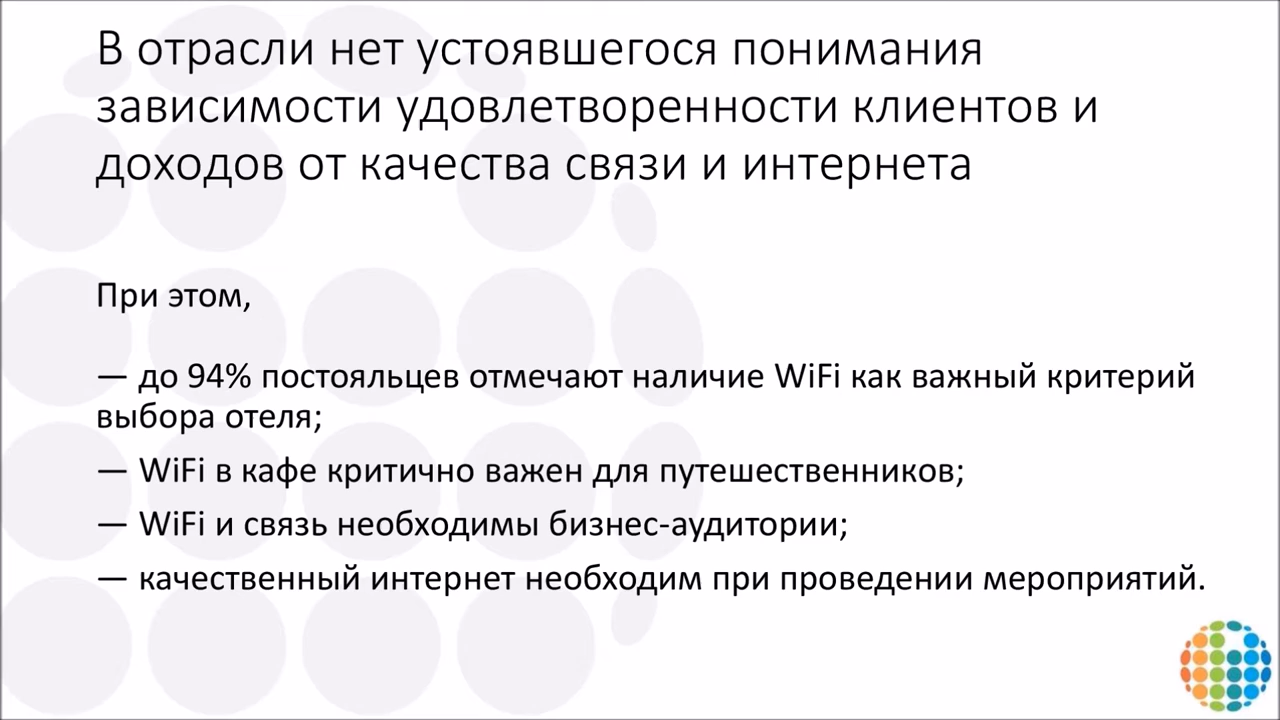 В отрасли нет устоявшегося понимания
зависимости удовлетворенности клиентов и
доходов от качества связи и интернета
При этом,
— до 94% постояльцев отмечают наличие WiFi как важный критерий
выбора отеля;
— WiFi в кафе критично важен для путешественников;
— WiFi и связь необходимы бизнес-аудитории;
— качественный интернет необходим при проведении мероприятий.